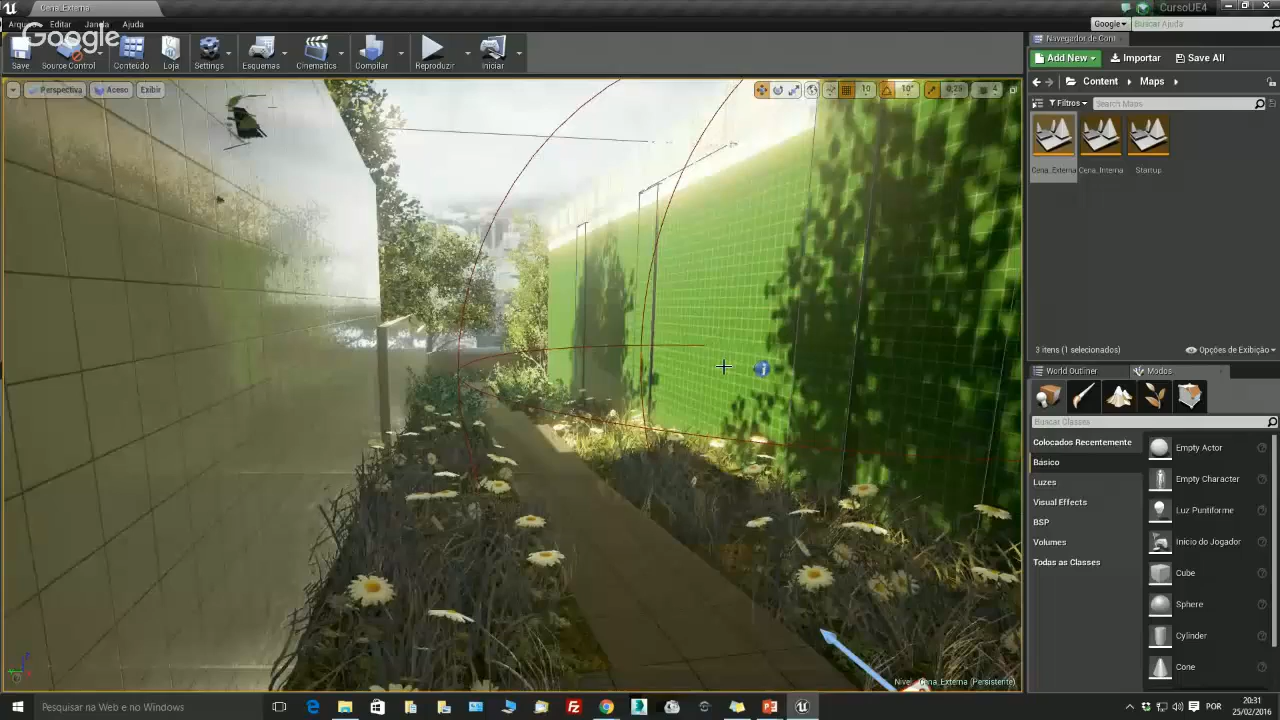 Cena_Externa
CursoUE4
Editar Janela Ajuda
Google
Buscar Ajuda
Google
Save Source Control Conteúdo Loja Settings Esquemas Cinematics Compilar Reproduzir Iniciar
Navegador de Cont
Add New Importar Save All
Content Maps
Filtros Search Maps
Perspectiva Aceso Exibir
10 10° 0,25 4
Cena_Externa Cena_Interna Startup
3 itens (1 selecionados) Opções de Exibição
World Outliner Modos
Buscar Classes
Colocados Recentemente
Básico
Luzes
Visual Effects
BSP
Volumes
Todas as Classes
Empty Actor
Empty Character
Luz Puntiforme
Início do Jogador
Cube
Sphere
Cylinder
Cone
Nível: Cena_Externa (Persistente)
Pesquisar na Web e no Windows
POR
20:31
25/02/2016